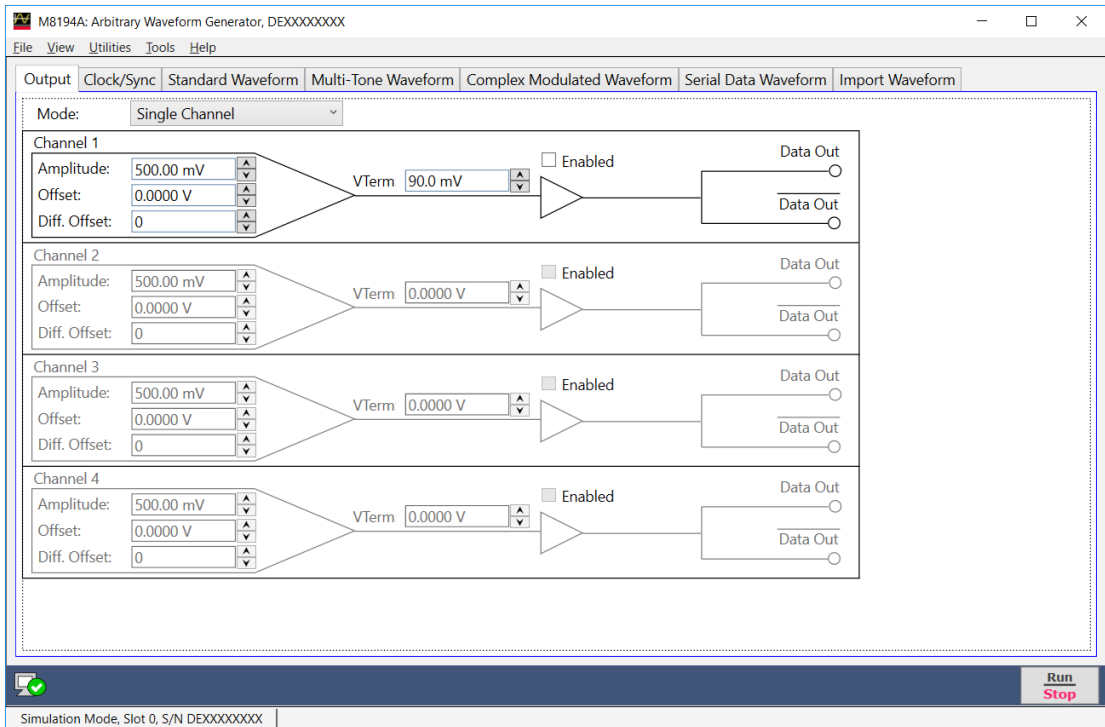 M8194A: Arbitrary Waveform Generator, DEXXXXXXXX
File View Utilities Tools Help
Output Clock/Sync Standard Waveform Multi-Tone Waveform Complex Modulated Waveform Serial Data Waveform Import Waveform
Mode: Single Channel
Channel 1
Amplitude: 500.00 mV
Offset: 0.0000 V
Diff. Offset: 0
VTerm 90.0 mV
Enabled
Data Out
Data Out
Channel 2
Amplitude: 500.00 mV
Offset: 0.0000 V
Diff. Offset: 0
VTerm 0.0000 V
Enabled
Data Out
Data Out
Channel 3
Amplitude: 500.00 mV
Offset: 0.0000 V
Diff. Offset: 0
VTerm 0.0000 V
Enabled
Data Out
Data Out
Channel 4
Amplitude: 500.00 mV
Offset: 0.0000 V
Diff. Offset: 0
VTerm 0.0000 V
Enabled
Data Out
Data Out
Run
Stop
Simulation Mode, Slot 0, S/N DEXXXXXXXX